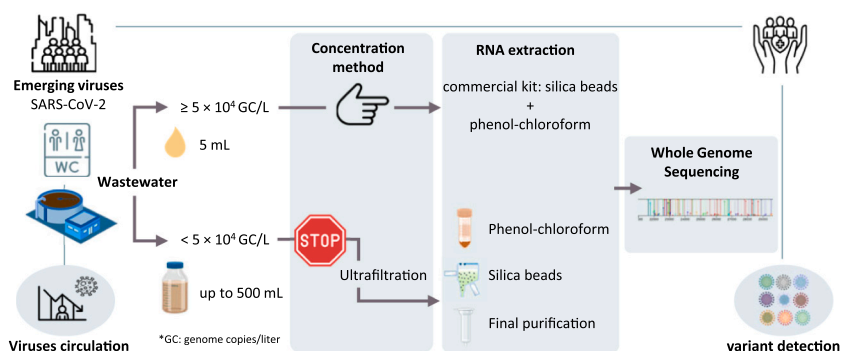 Emerging viruses
SARS-CoV-2
WC
Wastewater
Viruses circulation
≥ 5 × 10⁴ GC/L
5 mL
< 5 × 10⁴ GC/L
up to 500 mL
*GC: genome copies/liter
Concentration
method
STOP
Ultrafiltration
RNA extraction
commercial kit: silica beads
+
phenol-chloroform
Phenol-chloroform
Silica beads
Final purification
Whole Genome
Sequencing
variant detection